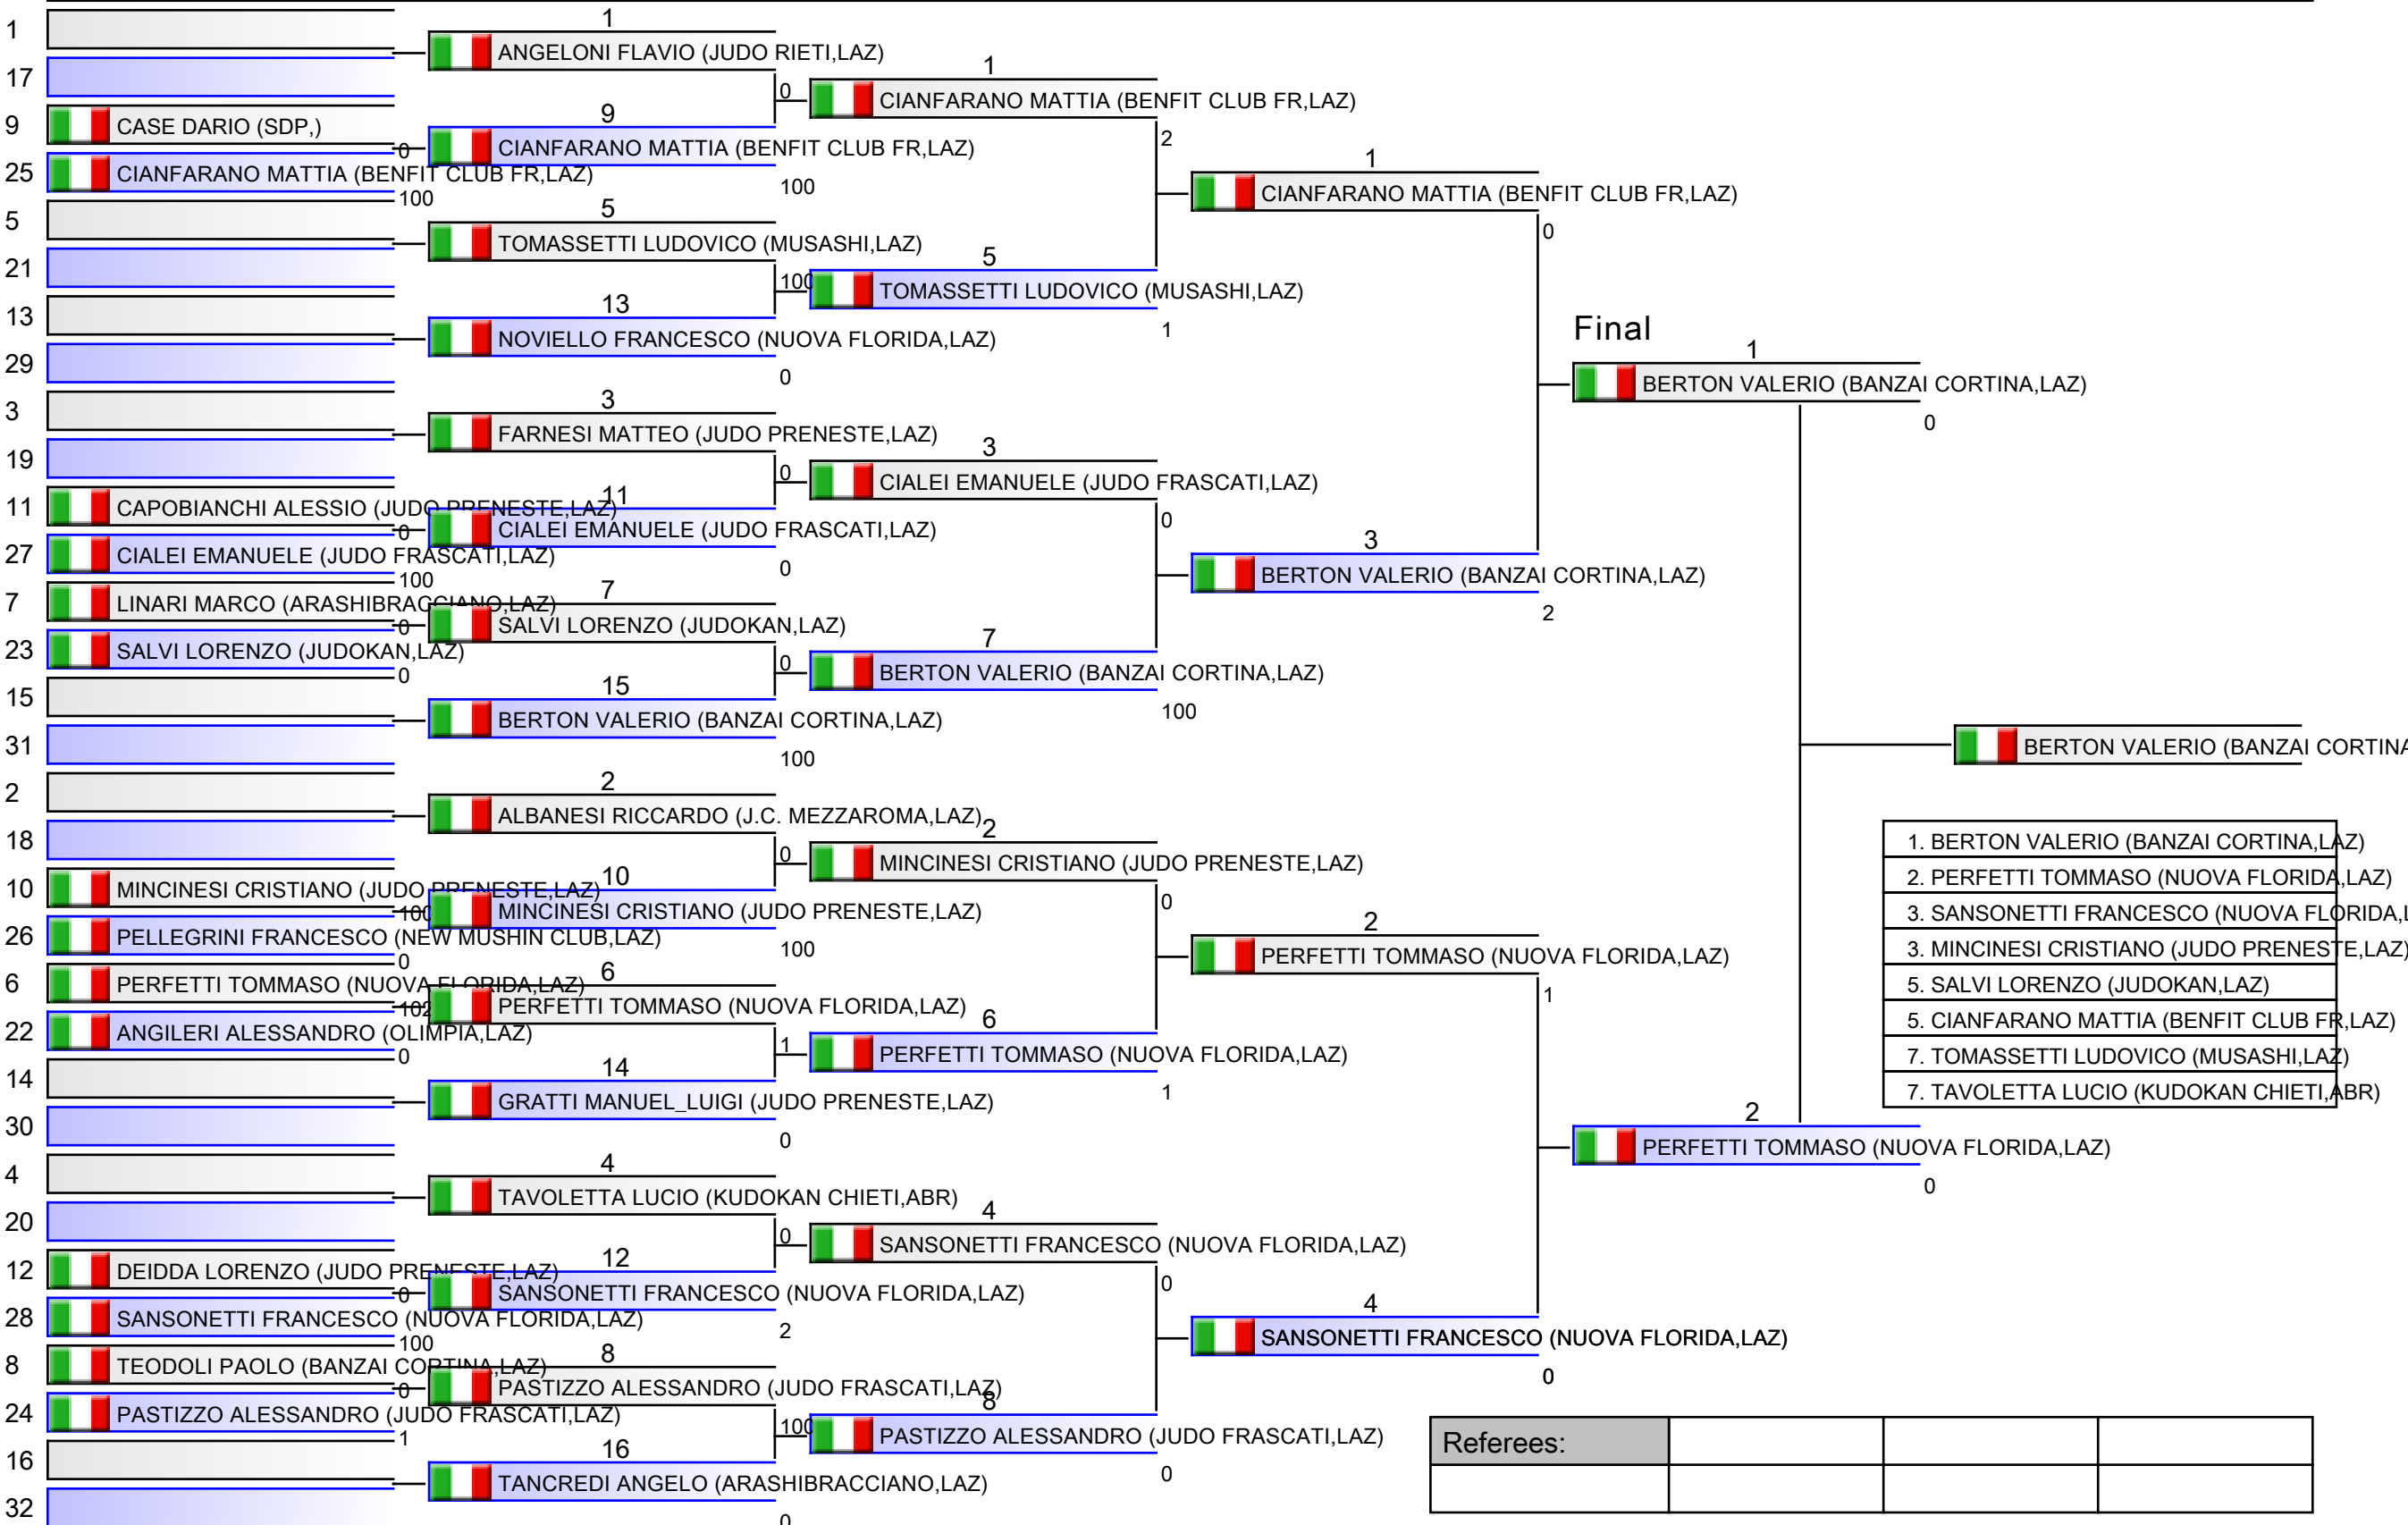 1
17
9 CASE DARIO (SDP,)
0
25 CIANFARANO MATTIA (BENFIT CLUB FR,LAZ)
100
5
21
13
29
3
19
11 CAPOBIANCHI ALESSIO (JUDO PRENESTE,LAZ)
0
27 CIALEI EMANUELE (JUDO FRASCATI,LAZ)
100
7 LINARI MARCO (ARASHIBRACCIANO,LAZ)
0
23 SALVI LORENZO (JUDOKAN,LAZ)
0
15
31
2
18
10 MINCINESI CRISTIANO (JUDO PRENESTE,LAZ)
100
26 PELLEGRINI FRANCESCO (NEW MUSHIN CLUB,LAZ)
0
6 PERFETTI TOMMASO (NUOVA FLORIDA,LAZ)
102
22 ANGILERI ALESSANDRO (OLIMPIA,LAZ)
0
14
30
4
20
12 DEIDDA LORENZO (JUDO PRENESTE,LAZ)
0
28 SANSONETTI FRANCESCO (NUOVA FLORIDA,LAZ)
100
8 TEODOLI PAOLO (BANZAI CORTINA,LAZ)
0
24 PASTIZZO ALESSANDRO (JUDO FRASCATI,LAZ)
1
16
32
1
ANGELONI FLAVIO (JUDO RIETI,LAZ)
0
9
CIANFARANO MATTIA (BENFIT CLUB FR,LAZ)
100
5
TOMASSETTI LUDOVICO (MUSASHI,LAZ)
100
13
NOVIELLO FRANCESCO (NUOVA FLORIDA,LAZ)
0
3
FARNESI MATTEO (JUDO PRENESTE,LAZ)
0
11
CIALEI EMANUELE (JUDO FRASCATI,LAZ)
0
7
SALVI LORENZO (JUDOKAN,LAZ)
0
15
BERTON VALERIO (BANZAI CORTINA,LAZ)
100
2
ALBANESI RICCARDO (J.C. MEZZAROMA,LAZ)
0
10
MINCINESI CRISTIANO (JUDO PRENESTE,LAZ)
100
6
PERFETTI TOMMASO (NUOVA FLORIDA,LAZ)
1
14
GRATTI MANUEL_LUIGI (JUDO PRENESTE,LAZ)
0
4
TAVOLETTA LUCIO (KUDOKAN CHIETI,ABR)
0
12
SANSONETTI FRANCESCO (NUOVA FLORIDA,LAZ)
2
8
PASTIZZO ALESSANDRO (JUDO FRASCATI,LAZ)
100
16
TANCREDI ANGELO (ARASHIBRACCIANO,LAZ)
0
1
CIANFARANO MATTIA (BENFIT CLUB FR,LAZ)
2
5
TOMASSETTI LUDOVICO (MUSASHI,LAZ)
1
3
CIALEI EMANUELE (JUDO FRASCATI,LAZ)
0
7
BERTON VALERIO (BANZAI CORTINA,LAZ)
100
2
MINCINESI CRISTIANO (JUDO PRENESTE,LAZ)
0
6
PERFETTI TOMMASO (NUOVA FLORIDA,LAZ)
1
4
SANSONETTI FRANCESCO (NUOVA FLORIDA,LAZ)
0
8
PASTIZZO ALESSANDRO (JUDO FRASCATI,LAZ)
0
1
CIANFARANO MATTIA (BENFIT CLUB FR,LAZ)
0
3
BERTON VALERIO (BANZAI CORTINA,LAZ)
2
2
PERFETTI TOMMASO (NUOVA FLORIDA,LAZ)
1
4
SANSONETTI FRANCESCO (NUOVA FLORIDA,LAZ)
0
Final
1
BERTON VALERIO (BANZAI CORTINA,LAZ)
0
2
PERFETTI TOMMASO (NUOVA FLORIDA,LAZ)
0
BERTON VALERIO (BANZAI CORTINA
1. BERTON VALERIO (BANZAI CORTINA,LAZ)
2. PERFETTI TOMMASO (NUOVA FLORIDA,LAZ)
3. SANSONETTI FRANCESCO (NUOVA FLORIDA,L
3. MINCINESI CRISTIANO (JUDO PRENESTE,LAZ)
5. SALVI LORENZO (JUDOKAN,LAZ)
5. CIANFARANO MATTIA (BENFIT CLUB FR,LAZ)
7. TOMASSETTI LUDOVICO (MUSASHI,LAZ)
7. TAVOLETTA LUCIO (KUDOKAN CHIETI,ABR)
Referees: